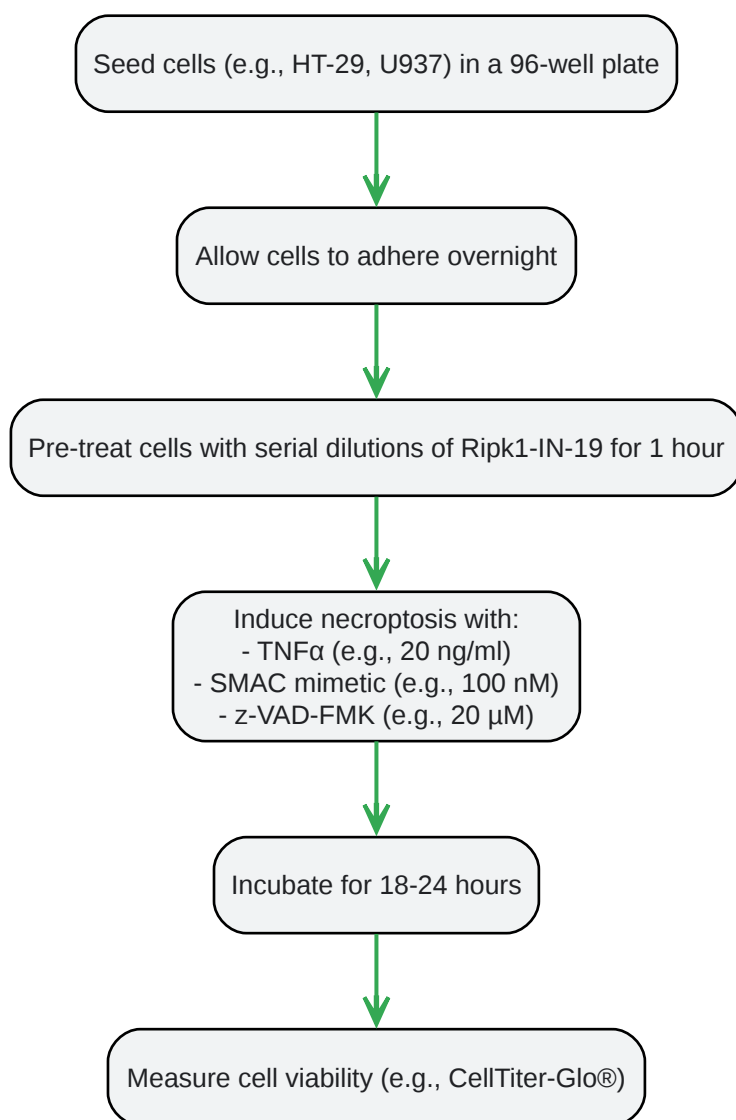 Seed cells (e.g., HT-29, U937) in a 96-well plate
Allow cells to adhere overnight
Pre-treat cells with serial dilutions of Ripk1-IN-19 for 1 hour
Induce necroptosis with:
- TNFα (e.g., 20 ng/ml)
- SMAC mimetic (e.g., 100 nM)
- z-VAD-FMK (e.g., 20 µM)
Incubate for 18-24 hours
Measure cell viability (e.g., CellTiter-Glo®)